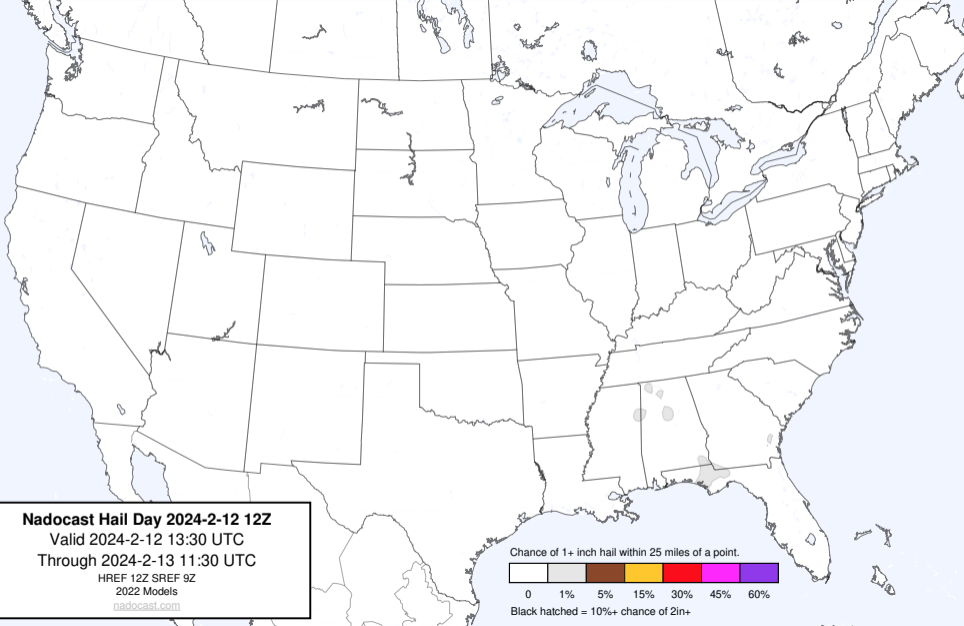 Nadocast Hail Day 2024-2-12 12Z
Valid 2024-2-12 13:30 UTC
Through 2024-2-13 11:30 UTC
HREF 12Z SREF 9Z
2022 Models
nadocast.com
Chance of 1+ inch hail within 25 miles of a point.
0 1% 5% 15% 30% 45% 60%
Black hatched = 10%+ chance of 2in+